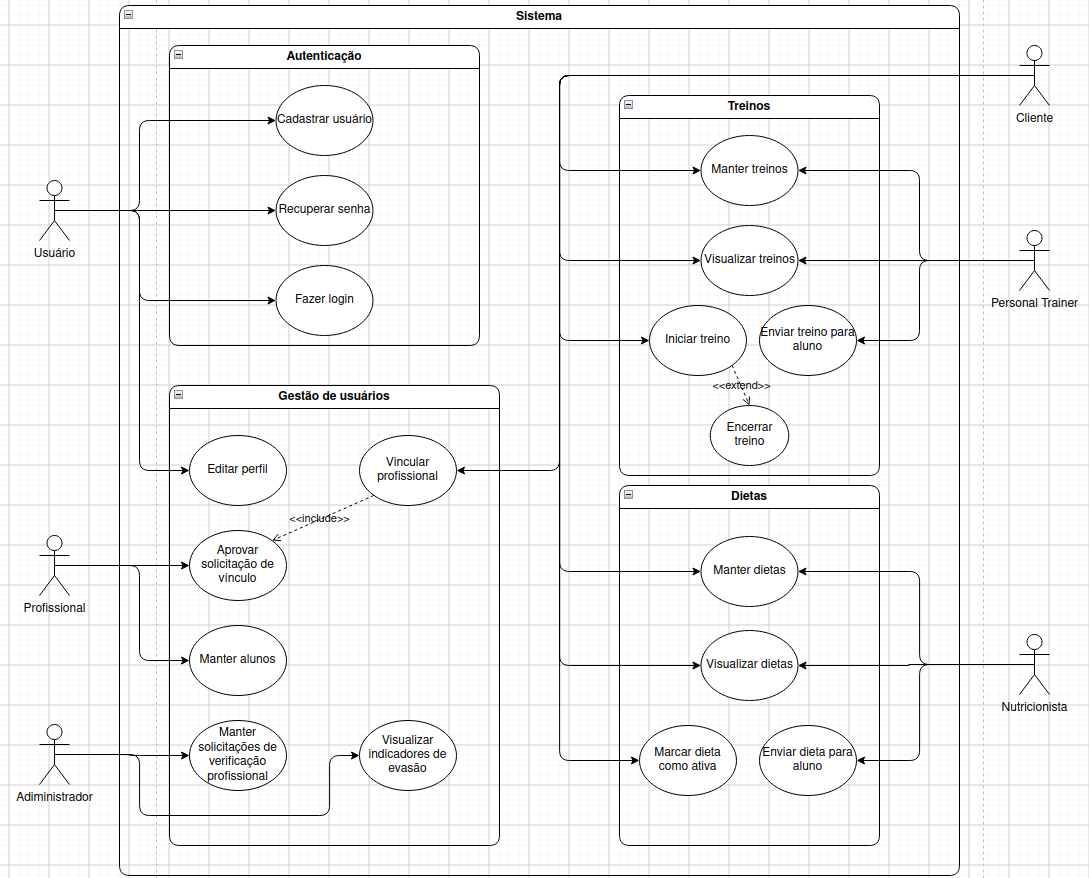 Sistema
Autenticação
Cadastrar usuário
Recuperar senha
Fazer login
Usuário
Gestão de usuários
Editar perfil
Vincular
profissional
<<include>>
Aprovar
solicitação de
vínculo
Profissional
Manter alunos
Manter
solicitações de
verificação
profissional
Visualizar
indicadores de
evasão
Adiministrador
Cliente
Treinos
Manter treinos
Visualizar treinos
Personal Trainer
Iniciar treino
Enviar treino para
aluno
<<extend>>
Encerrar
treino
Dietas
Manter dietas
Visualizar dietas
Nutricionista
Marcar dieta
como ativa
Enviar dieta para
aluno